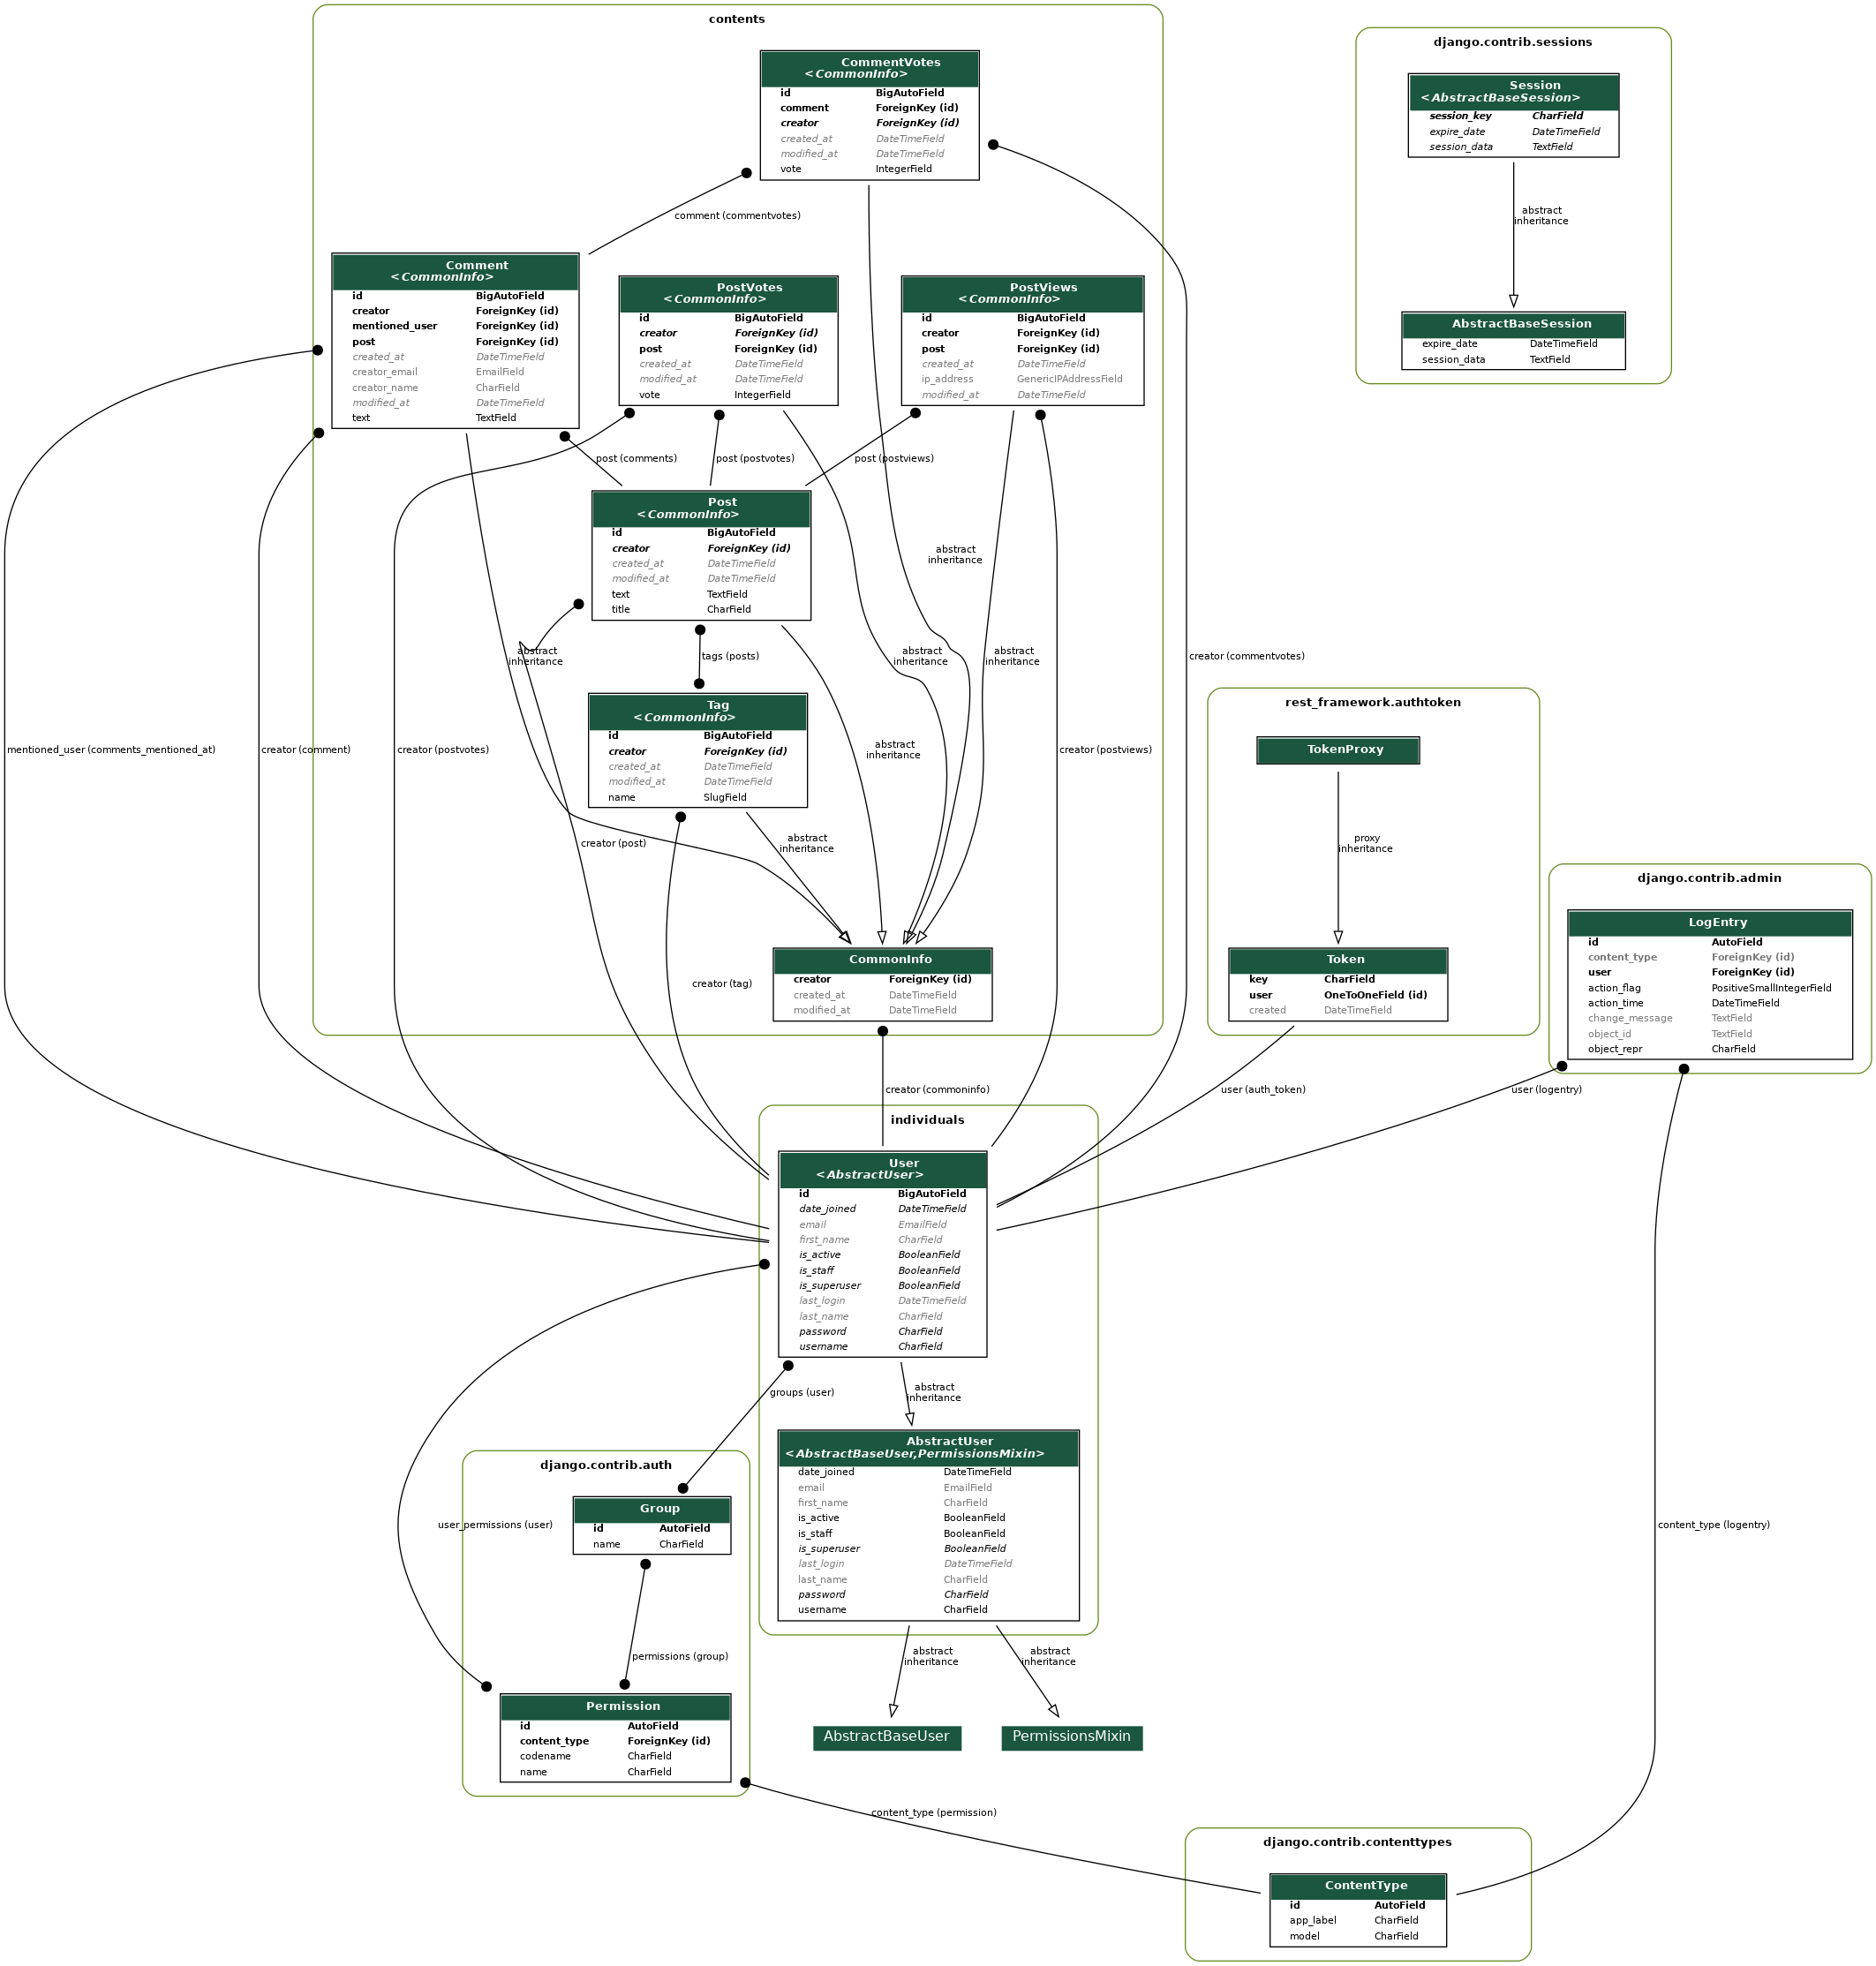 contents
CommentVotes
<CommonInfo>
id BigAutoField
comment ForeignKey (id)
creator ForeignKey (id)
created_at DateTimeField
modified_at DateTimeField
vote IntegerField
django.contrib.sessions
Session
<AbstractBaseSession>
session_key CharField
expire_date DateTimeField
session_data TextField
comment (commentvotes)
abstract
inheritance
Comment
<CommonInfo>
id BigAutoField
creator ForeignKey (id)
mentioned_user ForeignKey (id)
post ForeignKey (id)
created_at DateTimeField
creator_email EmailField
creator_name CharField
modified_at DateTimeField
text TextField
PostVotes
<CommonInfo>
id BigAutoField
creator ForeignKey (id)
post ForeignKey (id)
created_at DateTimeField
modified_at DateTimeField
vote IntegerField
PostViews
<CommonInfo>
id BigAutoField
creator ForeignKey (id)
post ForeignKey (id)
created_at DateTimeField
ip_address GenericIPAddressField
modified_at DateTimeField
AbstractBaseSession
expire_date DateTimeField
session_data TextField
post (comments)
post (postvotes)
post (postviews)
Post
<CommonInfo>
id BigAutoField
creator ForeignKey (id)
created_at DateTimeField
modified_at DateTimeField
text TextField
title CharField
abstract
inheritance
abstract
inheritance
tags (posts)
abstract
inheritance
abstract
inheritance
creator (commentvotes)
Tag
<CommonInfo>
id BigAutoField
creator ForeignKey (id)
created_at DateTimeField
modified_at DateTimeField
name SlugField
rest_framework.authtoken
TokenProxy
mentioned_user (comments_mentioned_at)
creator (comment)
creator (postvotes)
abstract
inheritance
creator (postviews)
creator (post)
abstract
inheritance
proxy
inheritance
django.contrib.admin
LogEntry
id AutoField
content_type ForeignKey (id)
user ForeignKey (id)
action_flag PositiveSmallIntegerField
action_time DateTimeField
change_message TextField
object_id TextField
object_repr CharField
creator (tag)
CommonInfo
creator ForeignKey (id)
created_at DateTimeField
modified_at DateTimeField
Token
key CharField
user OneToOneField (id)
created DateTimeField
creator (commoninfo)
user (auth_token)
user (logentry)
individuals
User
<AbstractUser>
id BigAutoField
date_joined DateTimeField
email EmailField
first_name CharField
is_active BooleanField
is_staff BooleanField
is_superuser BooleanField
last_login DateTimeField
last_name CharField
password CharField
username CharField
groups (user)
abstract
inheritance
AbstractUser
<AbstractBaseUser,PermissionsMixin>
date_joined DateTimeField
email EmailField
first_name CharField
is_active BooleanField
is_staff BooleanField
is_superuser BooleanField
last_login DateTimeField
last_name CharField
password CharField
username CharField
django.contrib.auth
Group
id AutoField
name CharField
user_permissions (user)
content_type (logentry)
permissions (group)
abstract
inheritance
abstract
inheritance
Permission
id AutoField
content_type ForeignKey (id)
codename CharField
name CharField
AbstractBaseUser
PermissionsMixin
content_type (permission)
django.contrib.contenttypes
ContentType
id AutoField
app_label CharField
model CharField